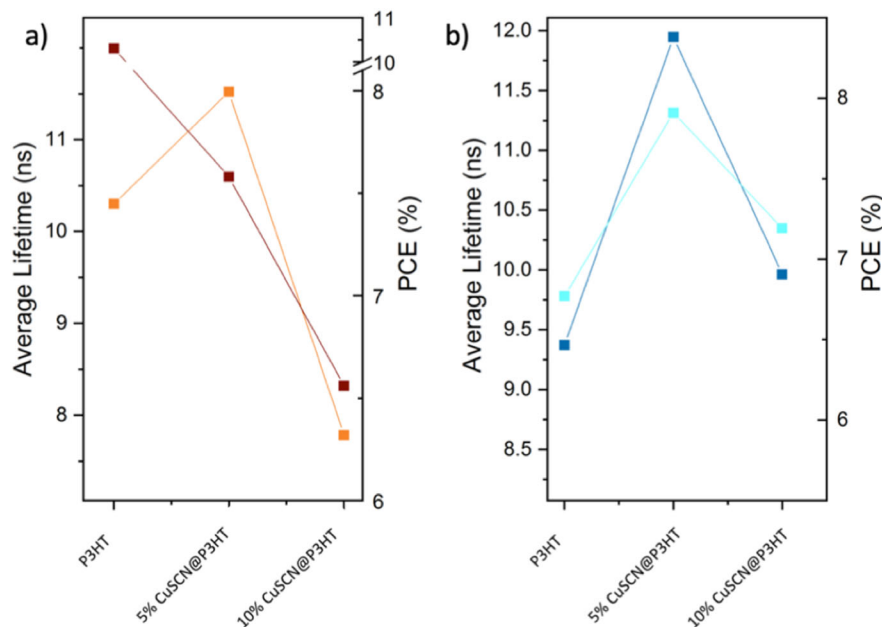 a)
Average Lifetime (ns)
11
10
9
8
11
10
8
7
6
PCE (%)
P3HT
5% CuSCN@P3HT
10% CuSCN@P3HT
b)
Average Lifetime (ns)
12.0
11.5
11.0
10.5
10.0
9.5
9.0
8.5
8
7
6
PCE (%)
P3HT
5% CuSCN@P3HT
10% CuSCN@P3HT